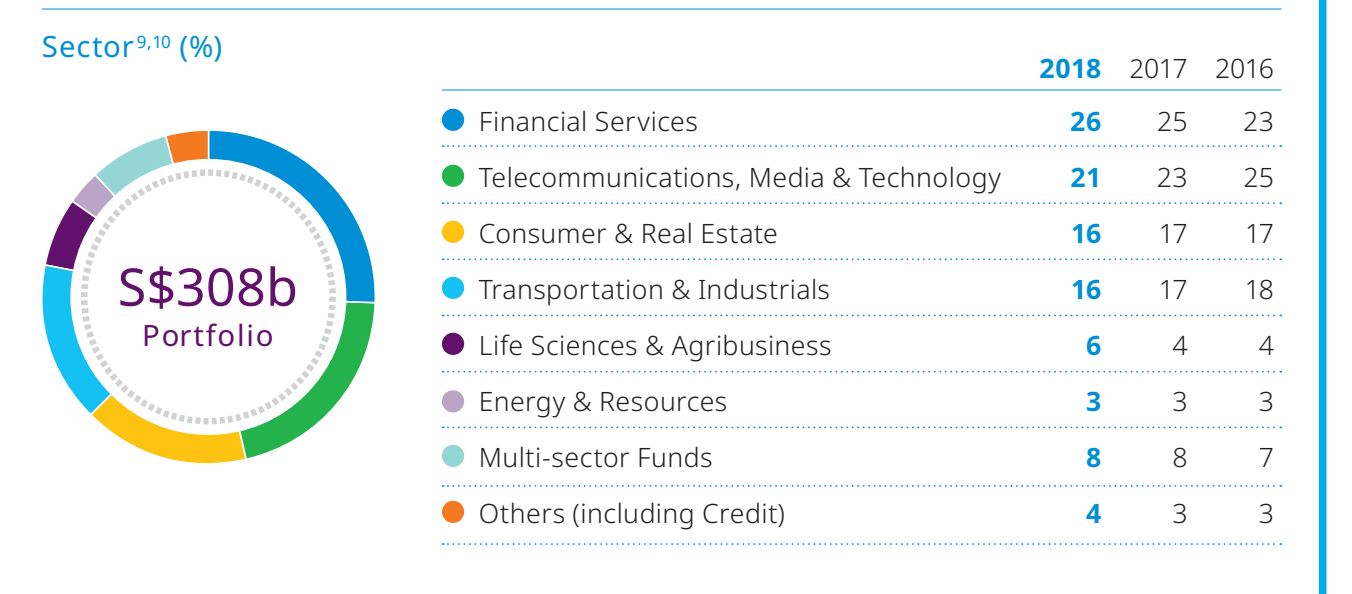 Sector9,10 (%)
2018 2017 2016
Financial Services 26 25 23
Telecommunications, Media & Technology 21 23 25
Consumer & Real Estate 16 17 17
Transportation & Industrials 16 17 18
Life Sciences & Agribusiness 6 4 4
Energy & Resources 3 3 3
Multi-sector Funds 8 8 7
Others (including Credit) 4 3 3
S$308b
Portfolio